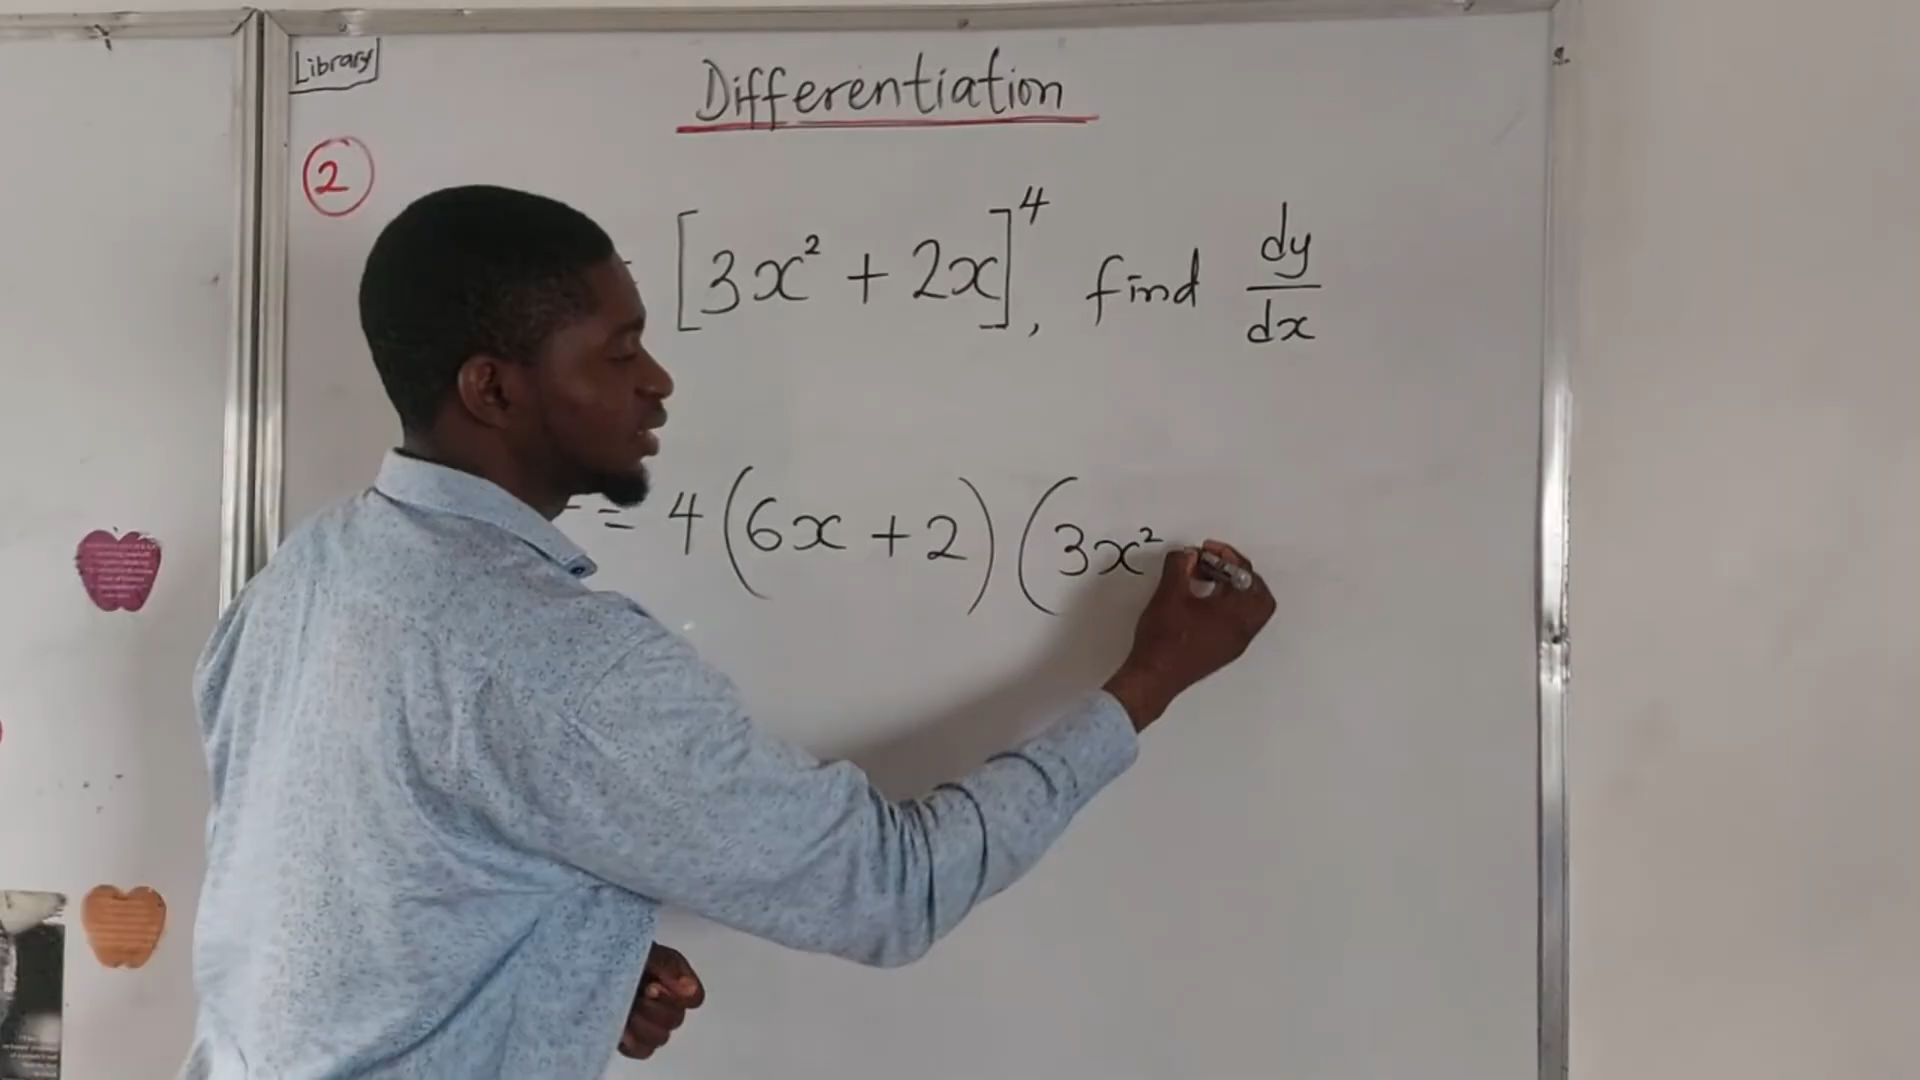 Library
Differentiation
2
= [3x² + 2x]⁴, find dy/dx
= 4(6x + 2)(3x²